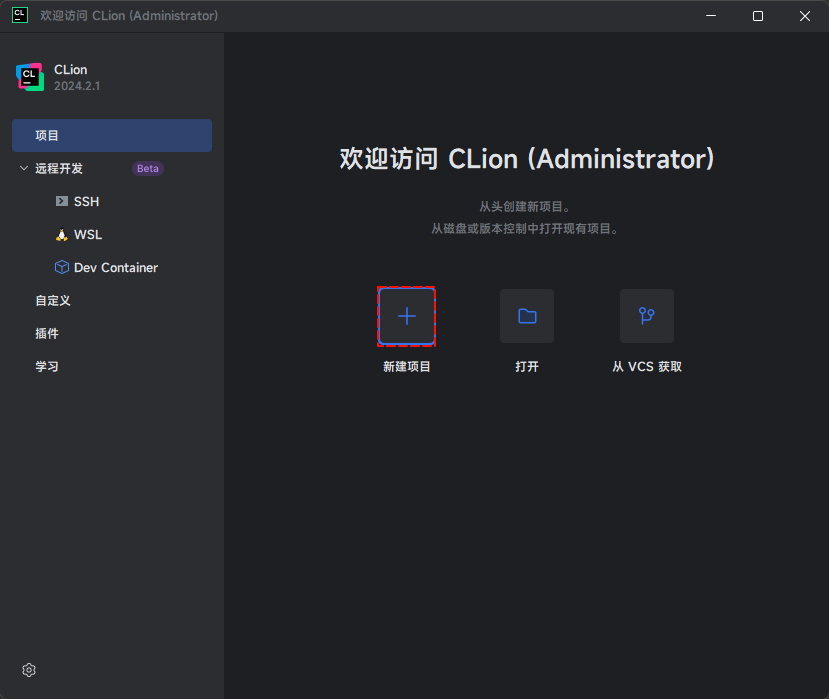 CL
欢迎访问 CLion (Administrator)
CL
CLion
2024.2.1
项目
远程开发 Beta
SSH
WSL
Dev Container
自定义
插件
学习
欢迎访问 CLion (Administrator)
从头创建新项目。
从磁盘或版本控制中打开现有项目。
新建项目 打开 从 VCS 获取